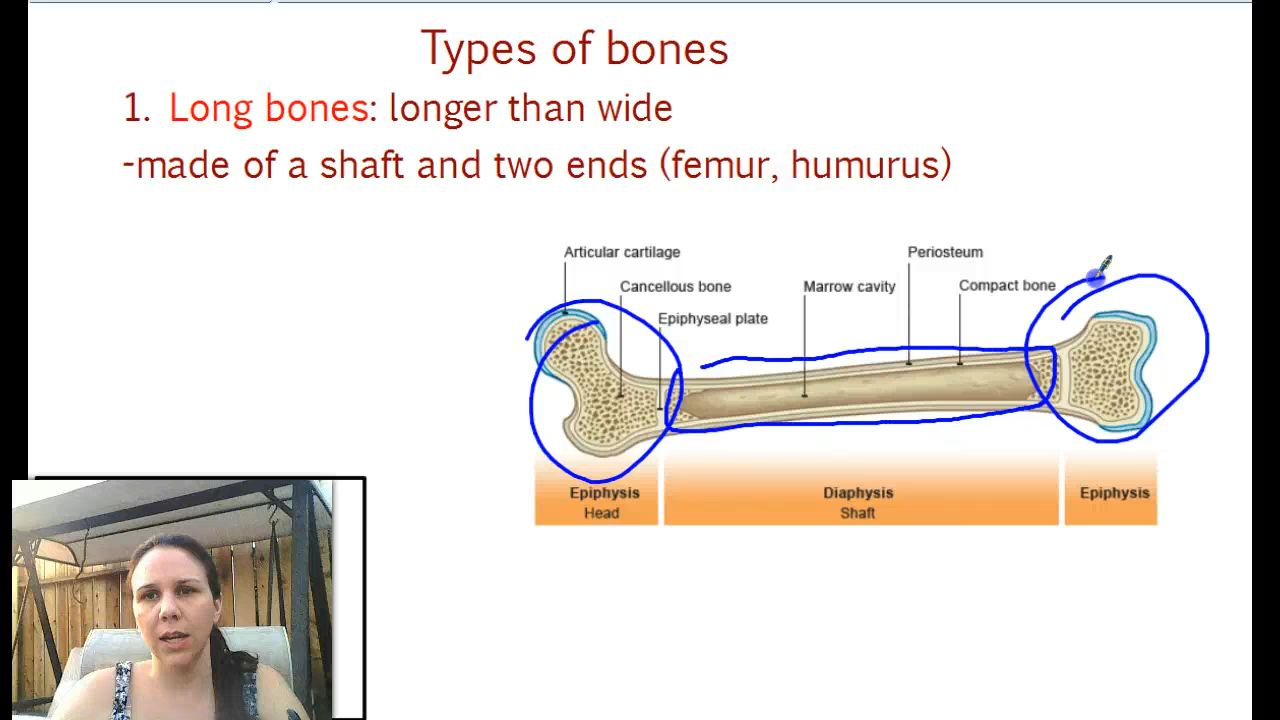 Types of bones
1. Long bones: longer than wide
-made of a shaft and two ends (femur, humurus)
Articular cartilage
Periosteum
Cancellous bone
Marrow cavity
Compact bone
Epiphyseal plate
Epiphysis
Head
Diaphysis
Shaft
Epiphysis